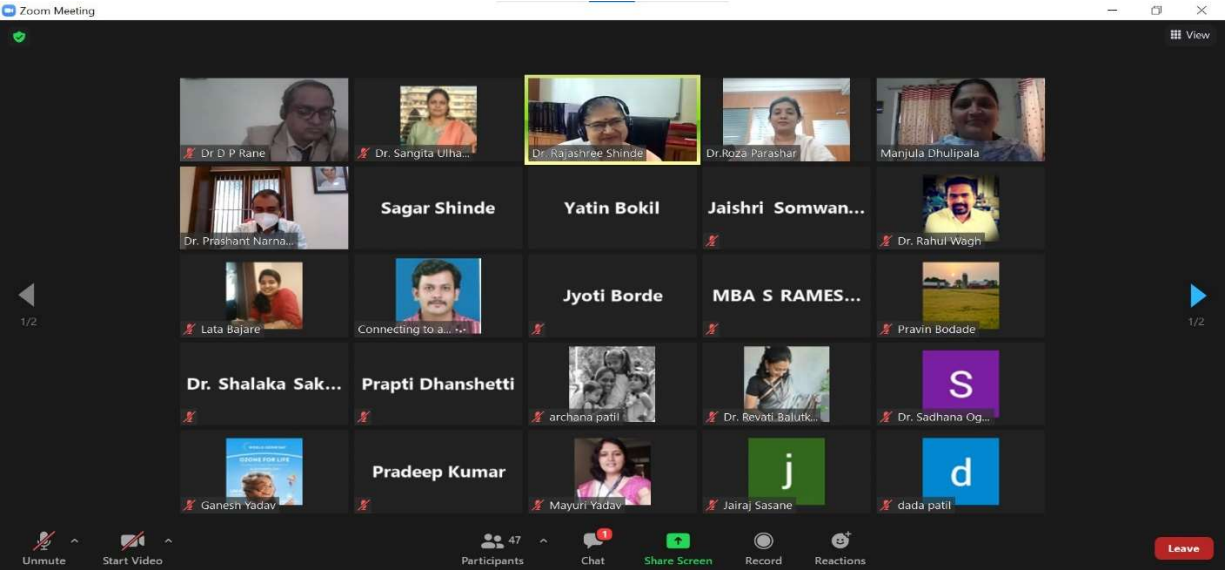 Zoom Meeting
View
Dr D P Rane
Dr. Sangita Ulha...
Dr. Rajashree Shinde
Dr.Roza Parashar
Manjula Dhulipala
Dr. Prashant Narna...
Sagar Shinde
Yatin Bokil
Jaishri Somwan...
Dr. Rahul Wagh
1/2
Lata Bajare
Connecting to a...
Jyoti Borde
MBA S RAMES...
Pravin Bodade
1/2
Dr. Shalaka Sak...
Prapti Dhanshetti
archana patil
Dr. Revati Balutk...
S
Dr. Sadhana Og...
OZONE FOR LIFE
Ganesh Yadav
Pradeep Kumar
Mayuri Yadav
j
Jairaj Sasane
d
dada patil
Unmute
Start Video
47
Participants
1
Chat
Share Screen
Record
Reactions
Leave